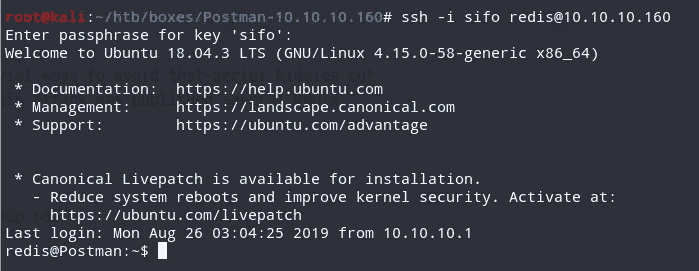 root@kali:~/htb/boxes/Postman-10.10.10.160# ssh -i sifo redis@10.10.10.160
Enter passphrase for key 'sifo':
Welcome to Ubuntu 18.04.3 LTS (GNU/Linux 4.15.0-58-generic x86_64)
 * Documentation:  https://help.ubuntu.com
 * Management:     https://landscape.canonical.com
 * Support:        https://ubuntu.com/advantage
 * Canonical Livepatch is available for installation.
   - Reduce system reboots and improve kernel security. Activate at:
     https://ubuntu.com/livepatch
Last login: Mon Aug 26 03:04:25 2019 from 10.10.10.1
redis@Postman:~$